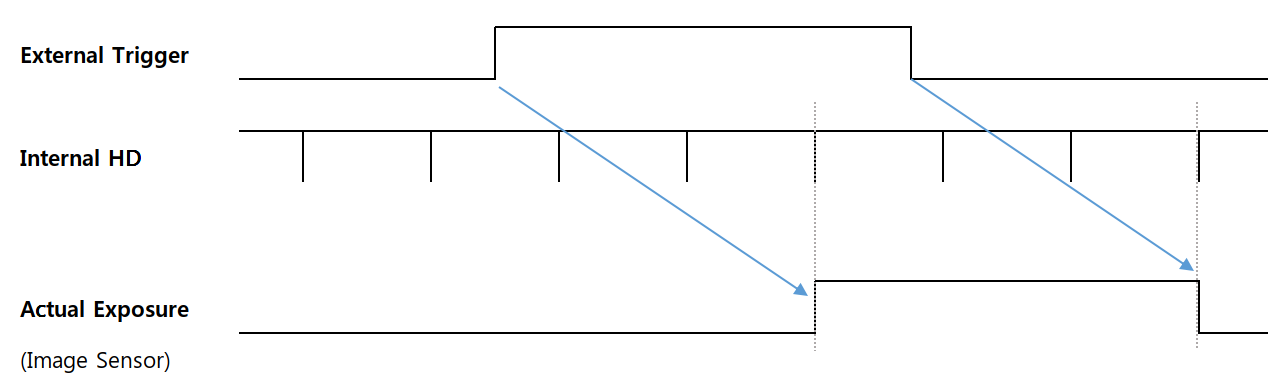 External Trigger
Internal HD
Actual Exposure
(Image Sensor)